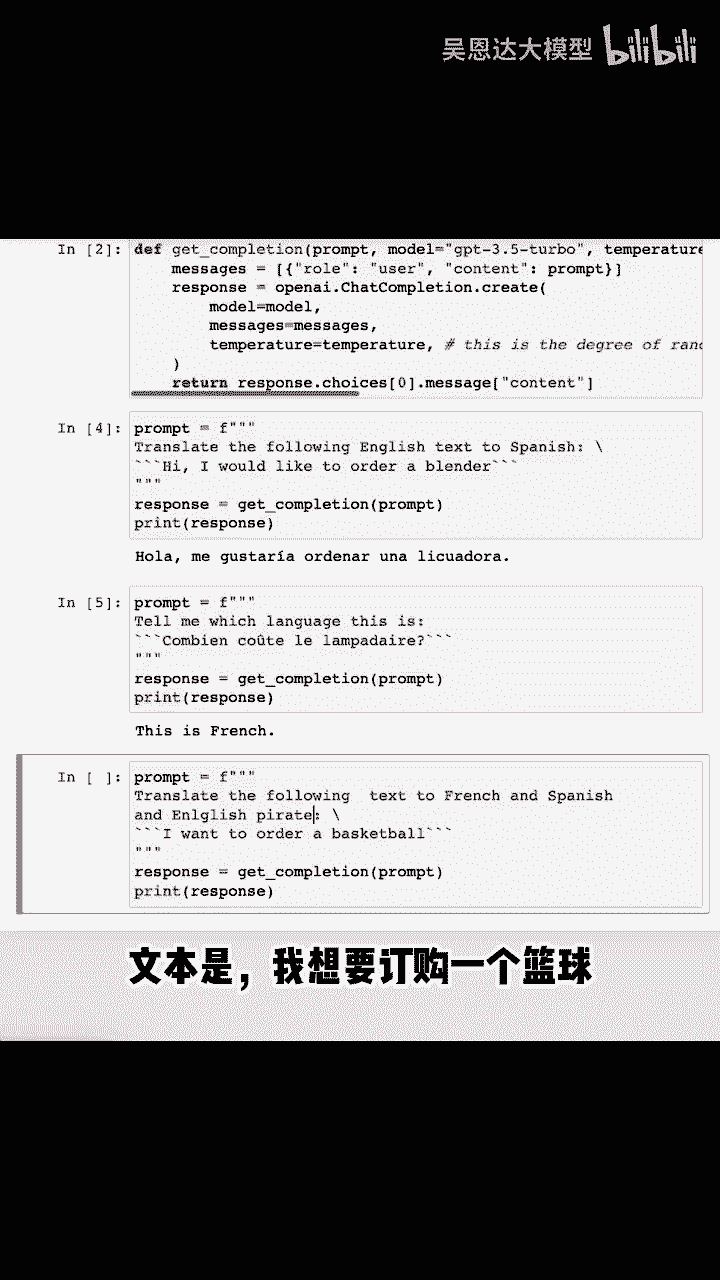 吴恩达大模型 bilibili
In [2]: def get_completion(prompt, model="gpt-3.5-turbo", temperature
messages = [{"role": "user", "content": prompt}]
response = openai.ChatCompletion.create(
model=model,
messages=messages,
temperature=temperature, # this is the degree of
)
return response.choices[0].message["content"]
In [4]: prompt = f"""
Translate the following English text to Spanish: \
```Hi, I would like to order a blender```
"""
response = get_completion(prompt)
print(response)
Hola, me gustaría ordenar una licuadora.
In [5]: prompt = f"""
Tell me which language this is:
```Combien coûte le lampadaire?```
"""
response = get_completion(prompt)
print(response)
This is French.
In [ ]: prompt = f"""
Translate the following  text to French and Spanish
and Enlglish pirate: \
```I want to order a basketball```
"""
response = get_completion(prompt)
print(response)
文本是，我想要订购一个篮球